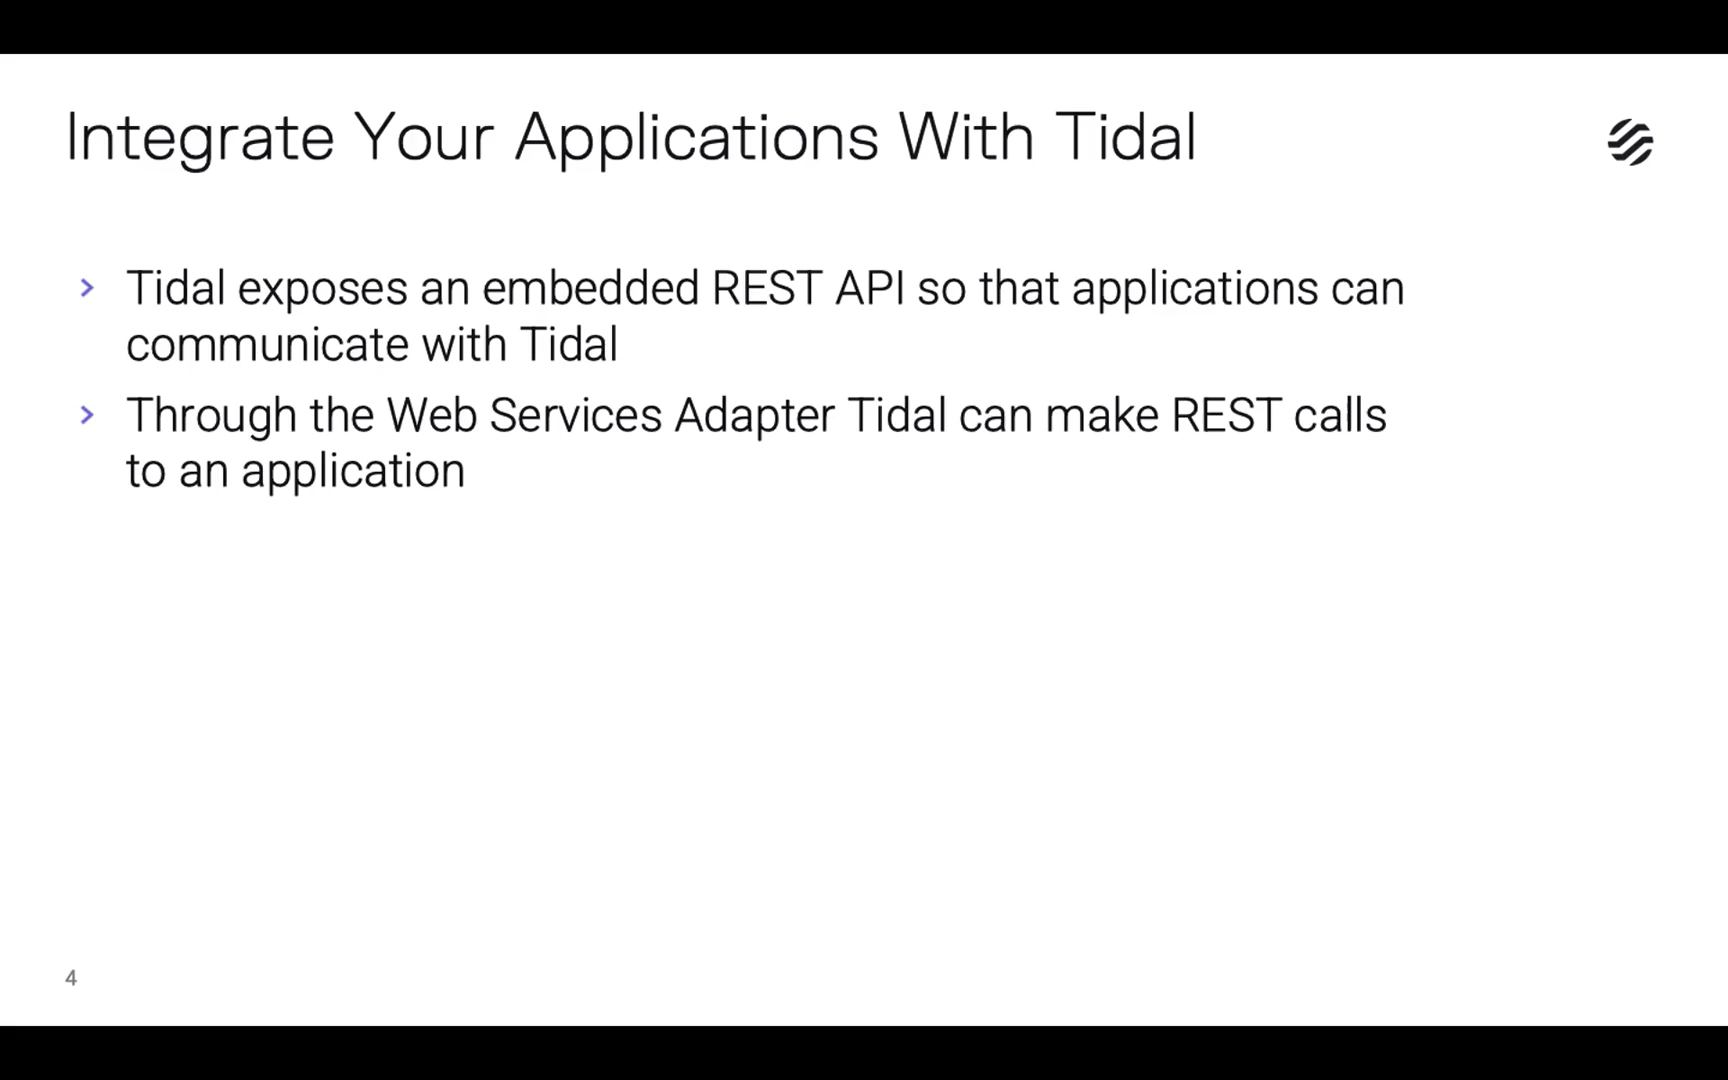 Integrate Your Applications With Tidal
Tidal exposes an embedded REST API so that applications can
communicate with Tidal
Through the Web Services Adapter Tidal can make REST calls
to an application
4